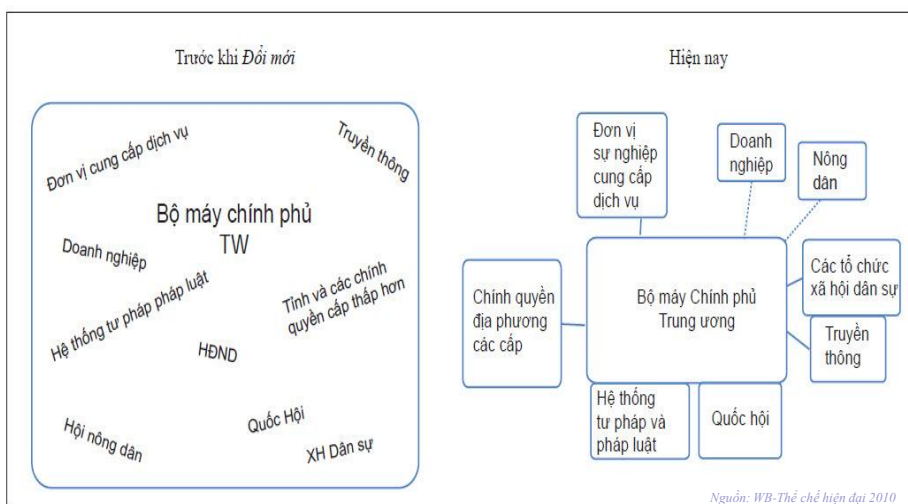 Trước khi Đổi mới
Đơn vị cung cấp dịch vụ
Truyền thông
Bộ máy chính phủ
TW
Doanh nghiệp
Hệ thống tư pháp pháp luật
Tỉnh và các chính
quyền cấp thấp hơn
HĐND
Hội nông dân
Quốc Hội
XH Dân sự
Hiện nay
Đơn vị
sự nghiệp
cung cấp
dịch vụ
Doanh
nghiệp
Nông
dân
Chính quyền
địa phương
các cấp
Bộ máy Chính phủ
Trung ương
Các tổ chức
xã hội dân sự
Truyền
thông
Hệ thống
tư pháp và
pháp luật
Quốc hội
Nguồn: WB-Thể chế hiện đại 2010